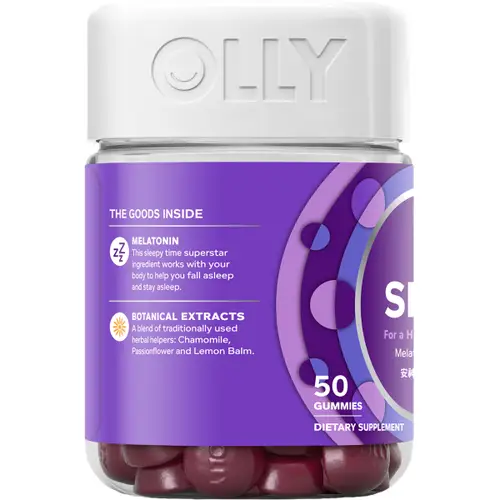 OLLY
THE GOODS INSIDE
MELATONIN
This sleepy time superstar
ingredient works with your
body to help you fall asleep
and stay asleep.
BOTANICAL EXTRACTS
A blend of traditionally used
herbal helpers: Chamomile,
Passionflower and Lemon Balm.
For a H
50
GUMMIES
DIETARY SUPPLEMENT